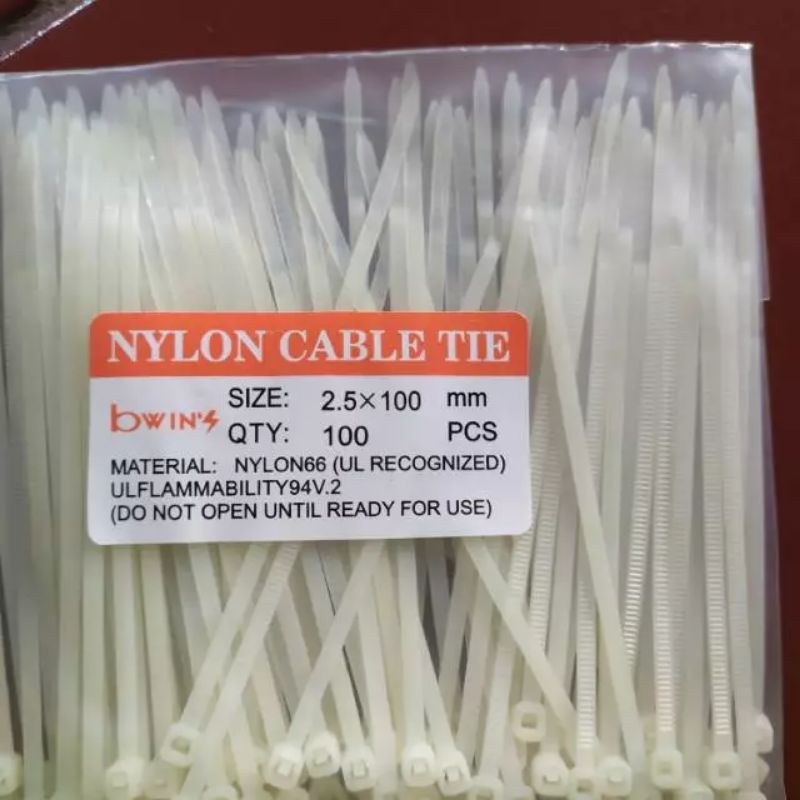 NYLON CABLE TIE
bWIN'S SIZE: 2.5×100 mm
QTY: 100 PCS
MATERIAL: NYLON66 (UL RECOGNIZED)
ULFLAMMABILITY94V.2
(DO NOT OPEN UNTIL READY FOR USE)